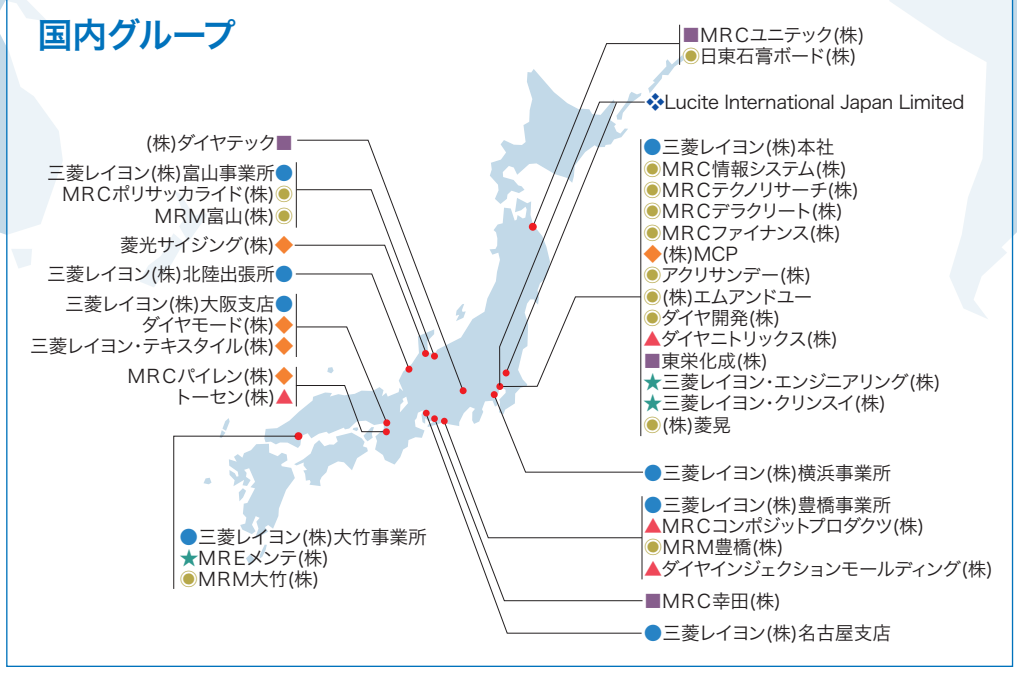 国内グループ
(株)ダイヤテック■
三菱レイヨン(株)富山事業所●
MRCポリサッカライド(株)◉
MRM富山(株)◉
菱光サイジング(株)◆
三菱レイヨン(株)北陸出張所●
三菱レイヨン(株)大阪支店●
ダイヤモード(株)◆
三菱レイヨン・テキスタイル(株)◆
MRCパイレン(株)◆
トーセン(株)▲
●三菱レイヨン(株)大竹事業所
★MREメンテ(株)
◉MRM大竹(株)
■MRCユニテック(株)
◉日東石膏ボード(株)
❖Lucite International Japan Limited
●三菱レイヨン(株)本社
◉MRC情報システム(株)
◉MRCテクノリサーチ(株)
◉MRCデラクリート(株)
◉MRCファイナンス(株)
◆(株)MCP
◉アクリサンデー(株)
◉(株)エムアンドユー
◉ダイヤ開発(株)
▲ダイヤニトリックス(株)
■東栄化成(株)
★三菱レイヨン・エンジニアリング(株)
★三菱レイヨン・クリンスイ(株)
◉(株)菱晃
●三菱レイヨン(株)横浜事業所
●三菱レイヨン(株)豊橋事業所
▲MRCコンポジットプロダクツ(株)
◉MRM豊橋(株)
▲ダイヤインジェクションモールディング(株)
■MRC幸田(株)
●三菱レイヨン(株)名古屋支店